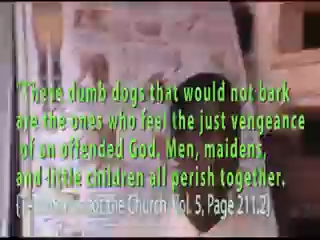 "These dumb dogs that would not bark
are the ones who feel the just vengeance
of an offended God. Men, maidens,
and little children all perish together.
of the Church Vol. 5, Page 211.2}